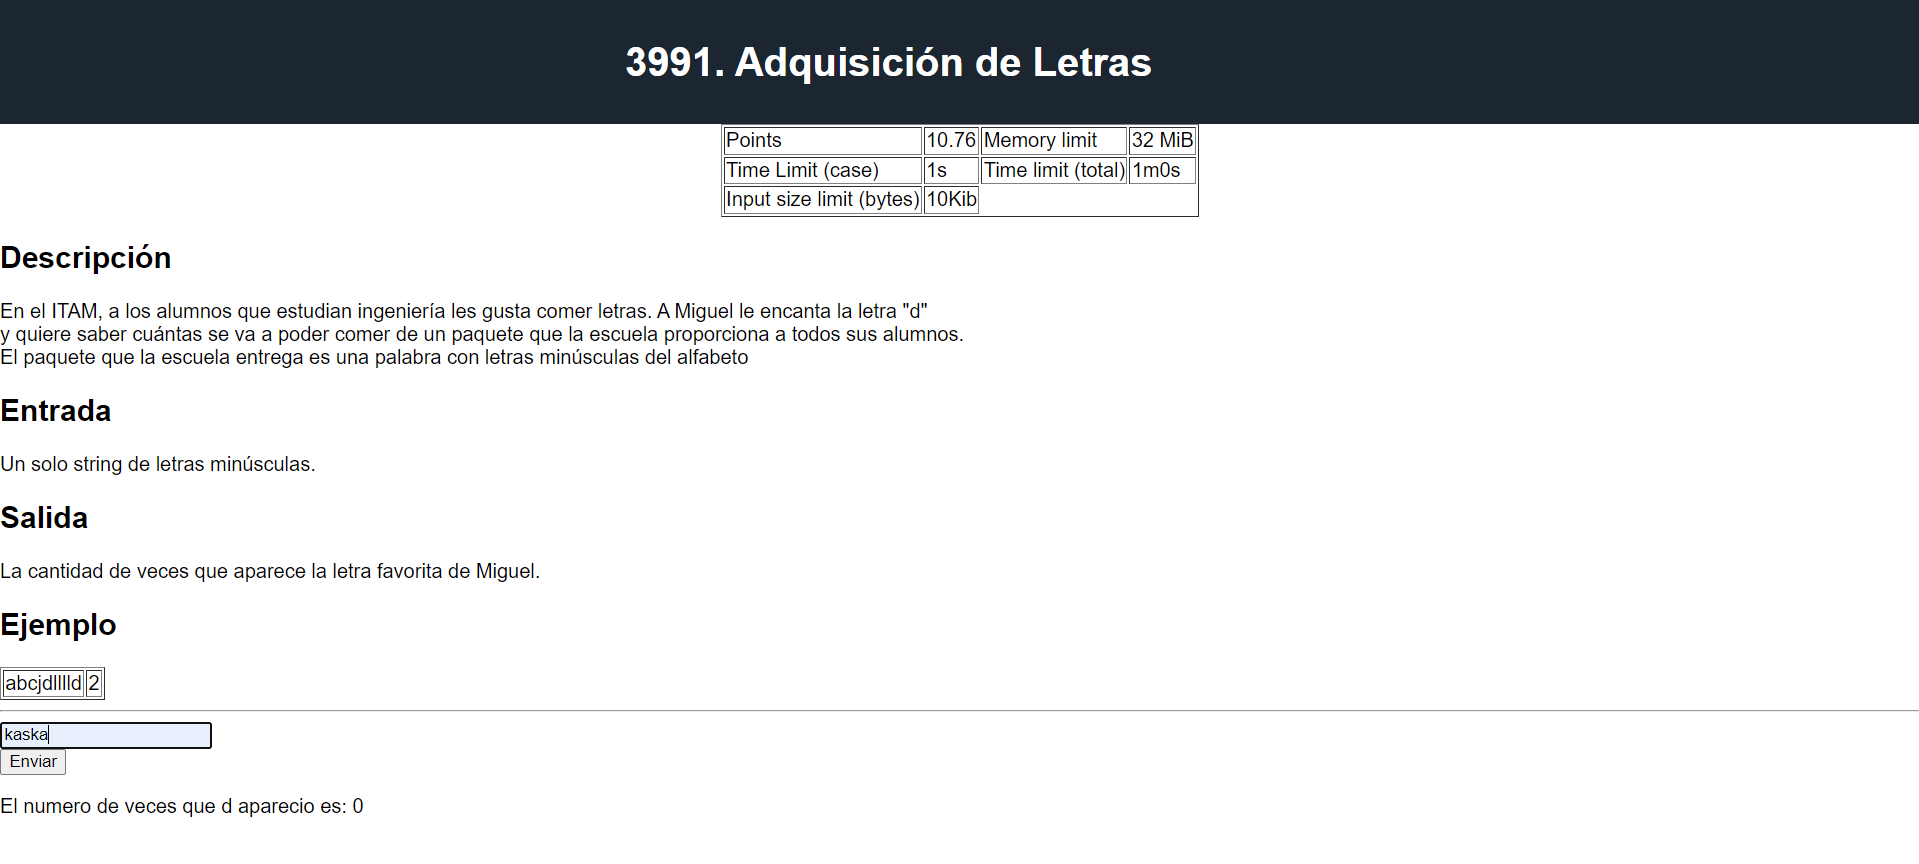 3991. Adquisición de Letras
Points 10.76 Memory limit 32 MiB
Time Limit (case) 1s Time limit (total) 1m0s
Input size limit (bytes) 10Kib
Descripción
En el ITAM, a los alumnos que estudian ingeniería les gusta comer letras. A Miguel le encanta la letra "d"
y quiere saber cuántas se va a poder comer de un paquete que la escuela proporciona a todos sus alumnos.
El paquete que la escuela entrega es una palabra con letras minúsculas del alfabeto
Entrada
Un solo string de letras minúsculas.
Salida
La cantidad de veces que aparece la letra favorita de Miguel.
Ejemplo
abcjdlllld 2
kaska
Enviar
El numero de veces que d aparecio es: 0